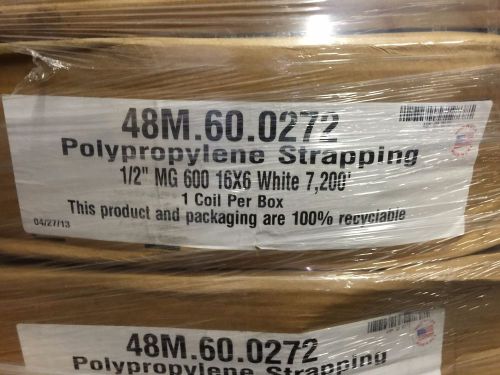 48M.60.0272
Polypropylene Strapping
1/2" MG 600 16X6 White 7,200'
1 Coil Per Box
This product and packaging are 100% recyclable
04/27/13
48M.60.0272
Polypropylene Strapping